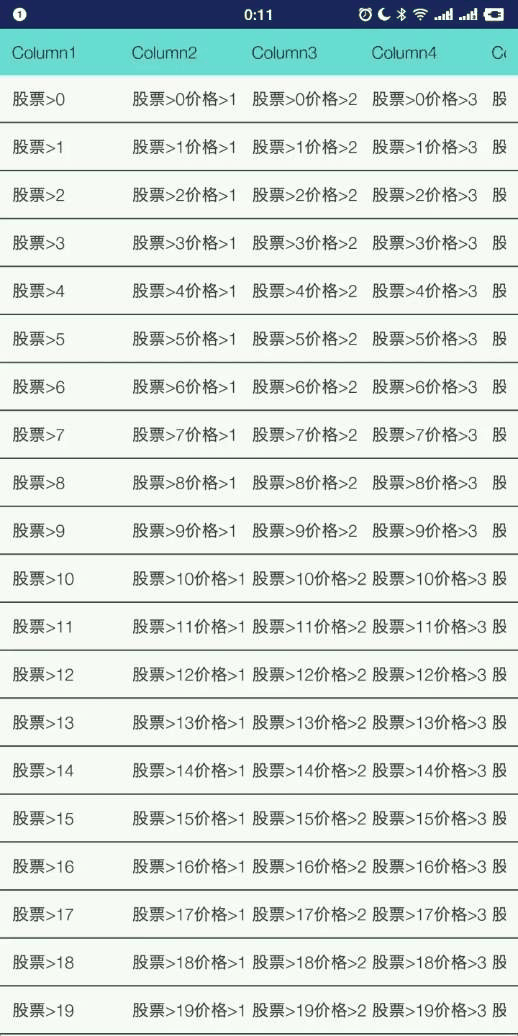 1 0:11
Column1 Column2 Column3 Column4 Co
股票>0 股票>0价格>1 股票>0价格>2 股票>0价格>3 股
股票>1 股票>1价格>1 股票>1价格>2 股票>1价格>3 股
股票>2 股票>2价格>1 股票>2价格>2 股票>2价格>3 股
股票>3 股票>3价格>1 股票>3价格>2 股票>3价格>3 股
股票>4 股票>4价格>1 股票>4价格>2 股票>4价格>3 股
股票>5 股票>5价格>1 股票>5价格>2 股票>5价格>3 股
股票>6 股票>6价格>1 股票>6价格>2 股票>6价格>3 股
股票>7 股票>7价格>1 股票>7价格>2 股票>7价格>3 股
股票>8 股票>8价格>1 股票>8价格>2 股票>8价格>3 股
股票>9 股票>9价格>1 股票>9价格>2 股票>9价格>3 股
股票>10 股票>10价格>1 股票>10价格>2 股票>10价格>3 股
股票>11 股票>11价格>1 股票>11价格>2 股票>11价格>3 股
股票>12 股票>12价格>1 股票>12价格>2 股票>12价格>3 股
股票>13 股票>13价格>1 股票>13价格>2 股票>13价格>3 股
股票>14 股票>14价格>1 股票>14价格>2 股票>14价格>3 股
股票>15 股票>15价格>1 股票>15价格>2 股票>15价格>3 股
股票>16 股票>16价格>1 股票>16价格>2 股票>16价格>3 股
股票>17 股票>17价格>1 股票>17价格>2 股票>17价格>3 股
股票>18 股票>18价格>1 股票>18价格>2 股票>18价格>3 股
股票>19 股票>19价格>1 股票>19价格>2 股票>19价格>3 股